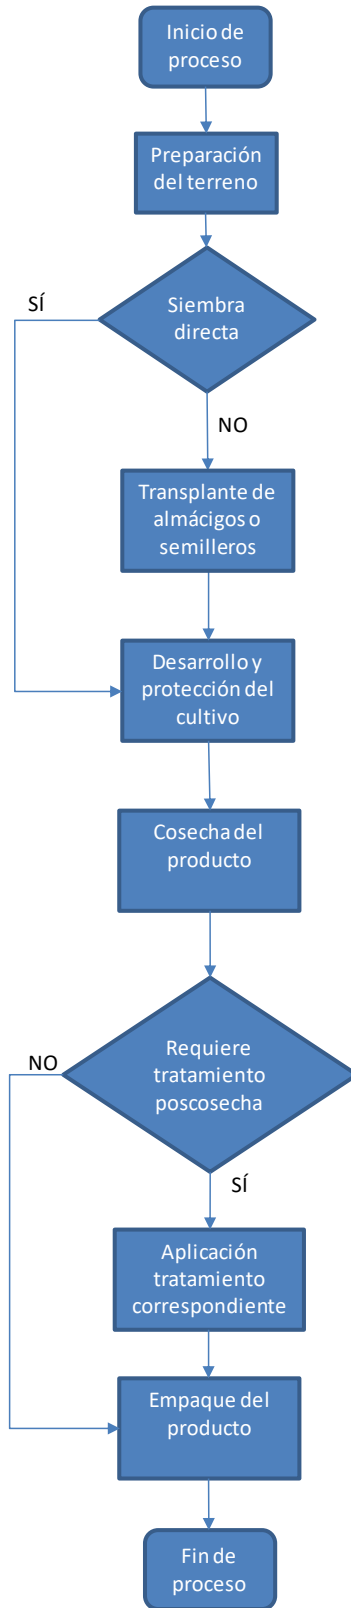 Inicio de
proceso
Preparación
del terreno
SÍ
Siembra
directa
NO
Transplante de
almácigos o
semilleros
Desarrollo y
protección del
cultivo
Cosecha del
producto
NO
Requiere
tratamiento
poscosecha
SÍ
Aplicación
tratamiento
correspondiente
Empaque del
producto
Fin de
proceso